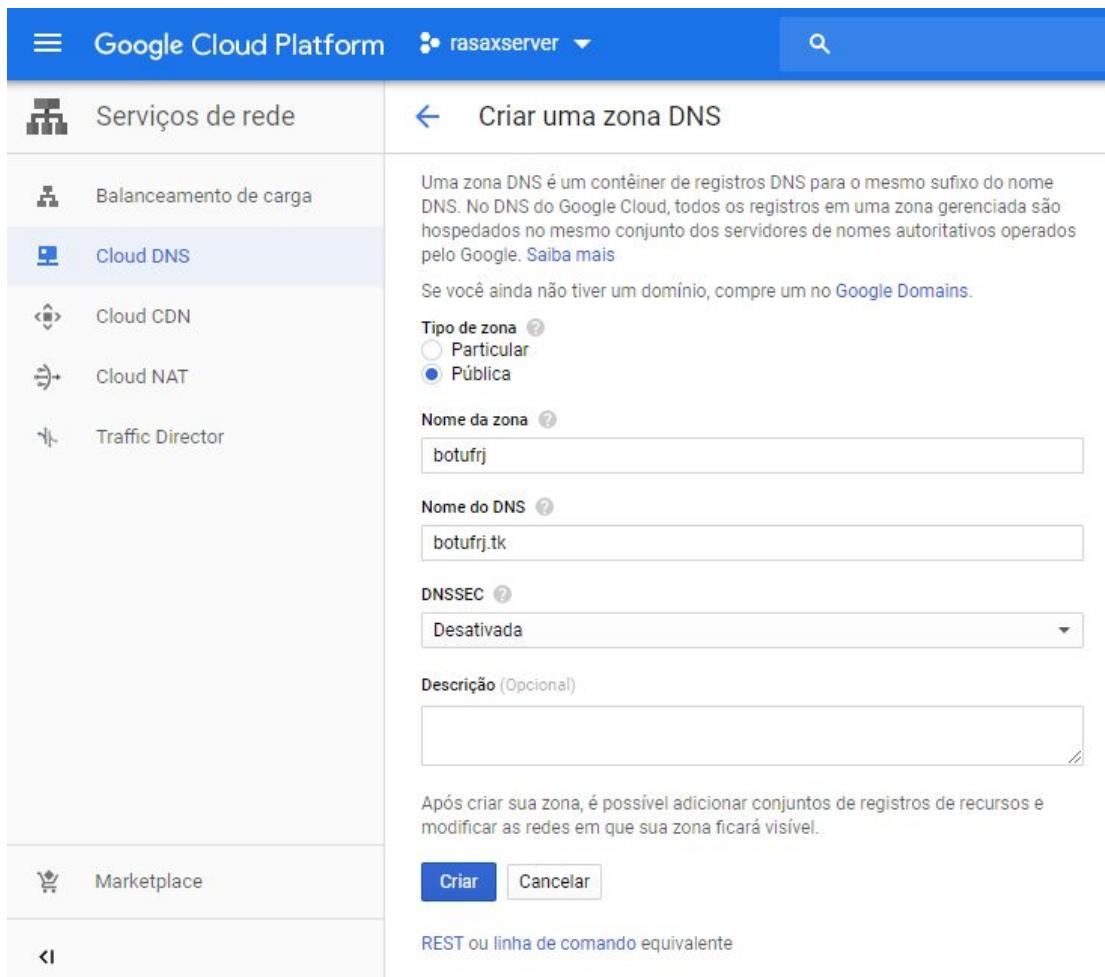 Google Cloud Platform
rasaxserver
Serviços de rede
Criar uma zona DNS
Balanceamento de carga
Cloud DNS
Cloud CDN
Cloud NAT
Traffic Director
Marketplace
Uma zona DNS é um contêiner de registros DNS para o mesmo sufixo do nome
DNS. No DNS do Google Cloud, todos os registros em uma zona gerenciada são
hospedados no mesmo conjunto dos servidores de nomes autoritativos operados
pelo Google. Saiba mais
Se você ainda não tiver um domínio, compre um no Google Domains.
Tipo de zona
Particular
Pública
Nome da zona
botufrj
Nome do DNS
botufrj.tk
DNSSEC
Desativada
Descrição (Opcional)
Após criar sua zona, é possível adicionar conjuntos de registros de recursos e
modificar as redes em que sua zona ficará visível.
Criar Cancelar
REST ou linha de comando equivalente